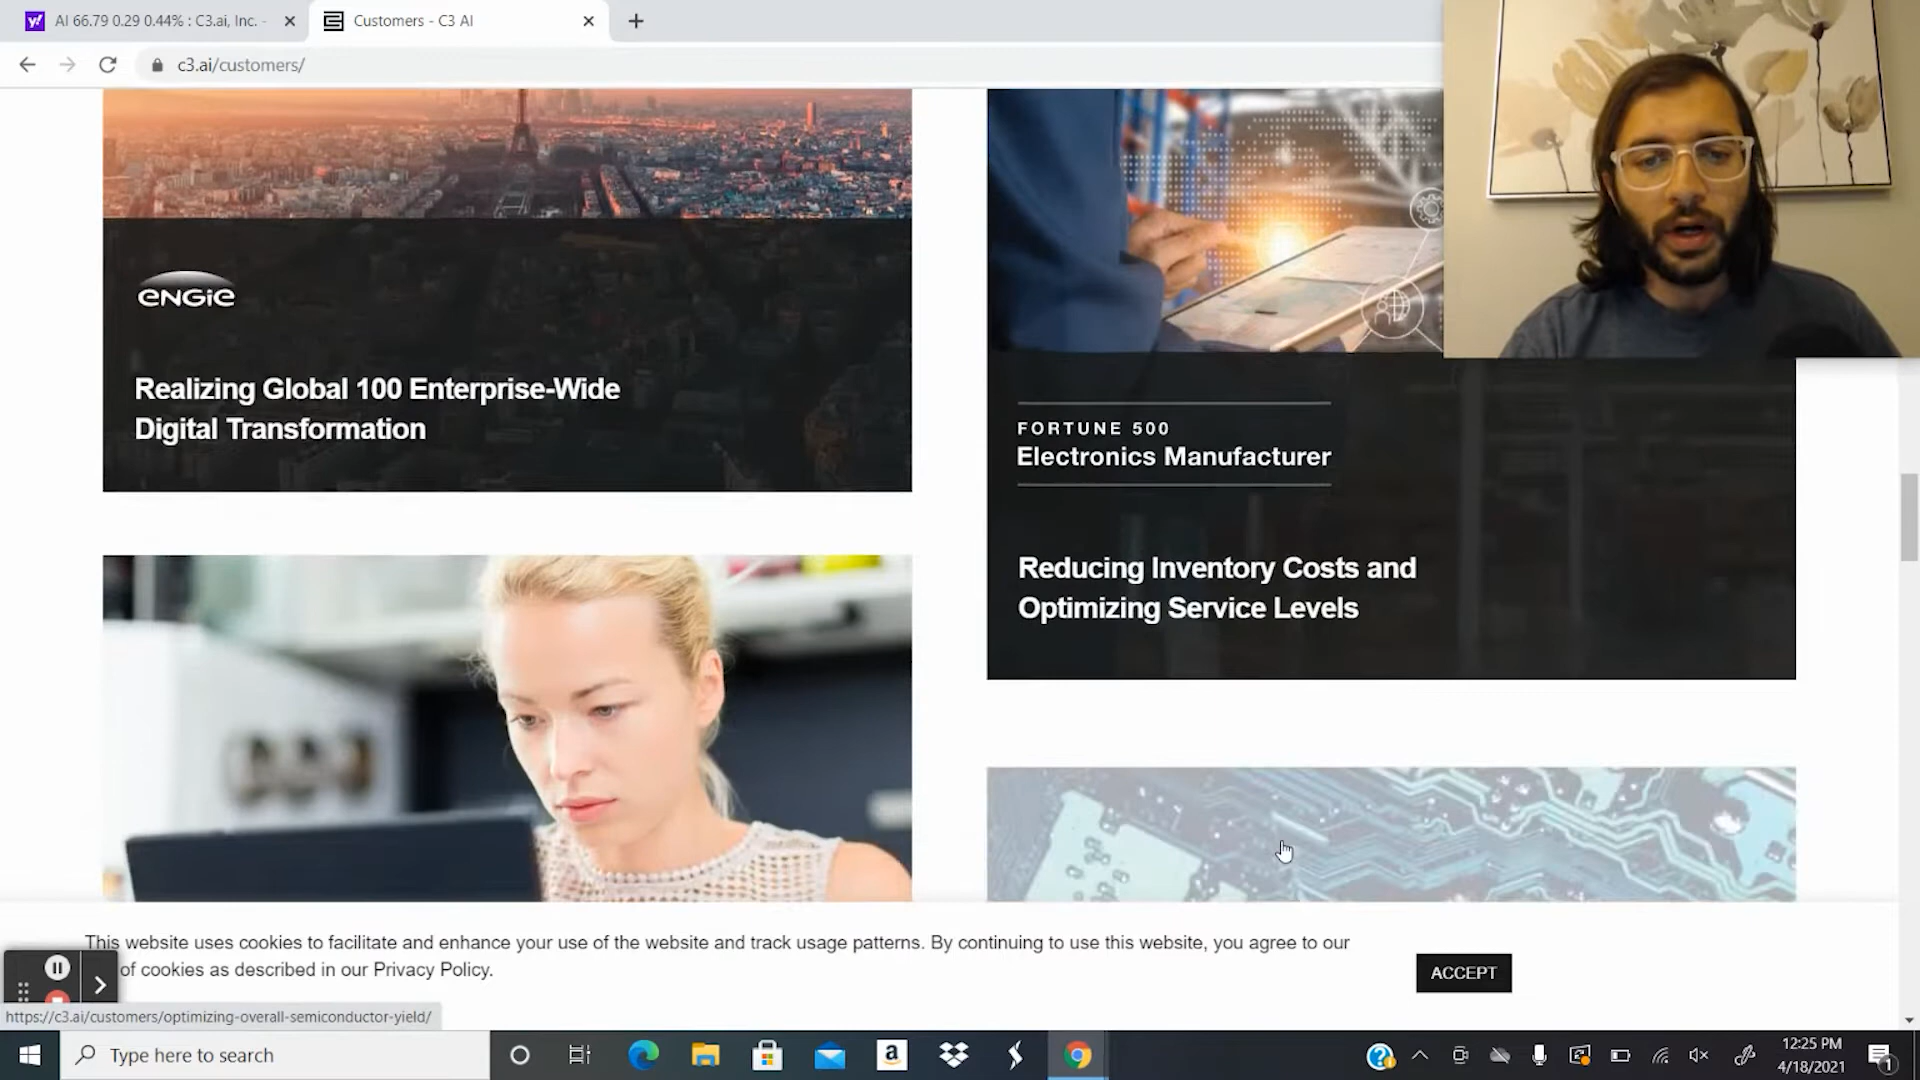 AI 66.79 0.29 0.44% : C3.ai, Inc. -
Customers - C3 AI
c3.ai/customers/
ENGIE
Realizing Global 100 Enterprise-Wide
Digital Transformation
FORTUNE 500
Electronics Manufacturer
Reducing Inventory Costs and
Optimizing Service Levels
This website uses cookies to facilitate and enhance your use of the website and track usage patterns. By continuing to use this website, you agree to our
of cookies as described in our Privacy Policy.
ACCEPT
https://c3.ai/customers/optimizing-overall-semiconductor-yield/
Type here to search
12:25 PM
4/18/2021
1